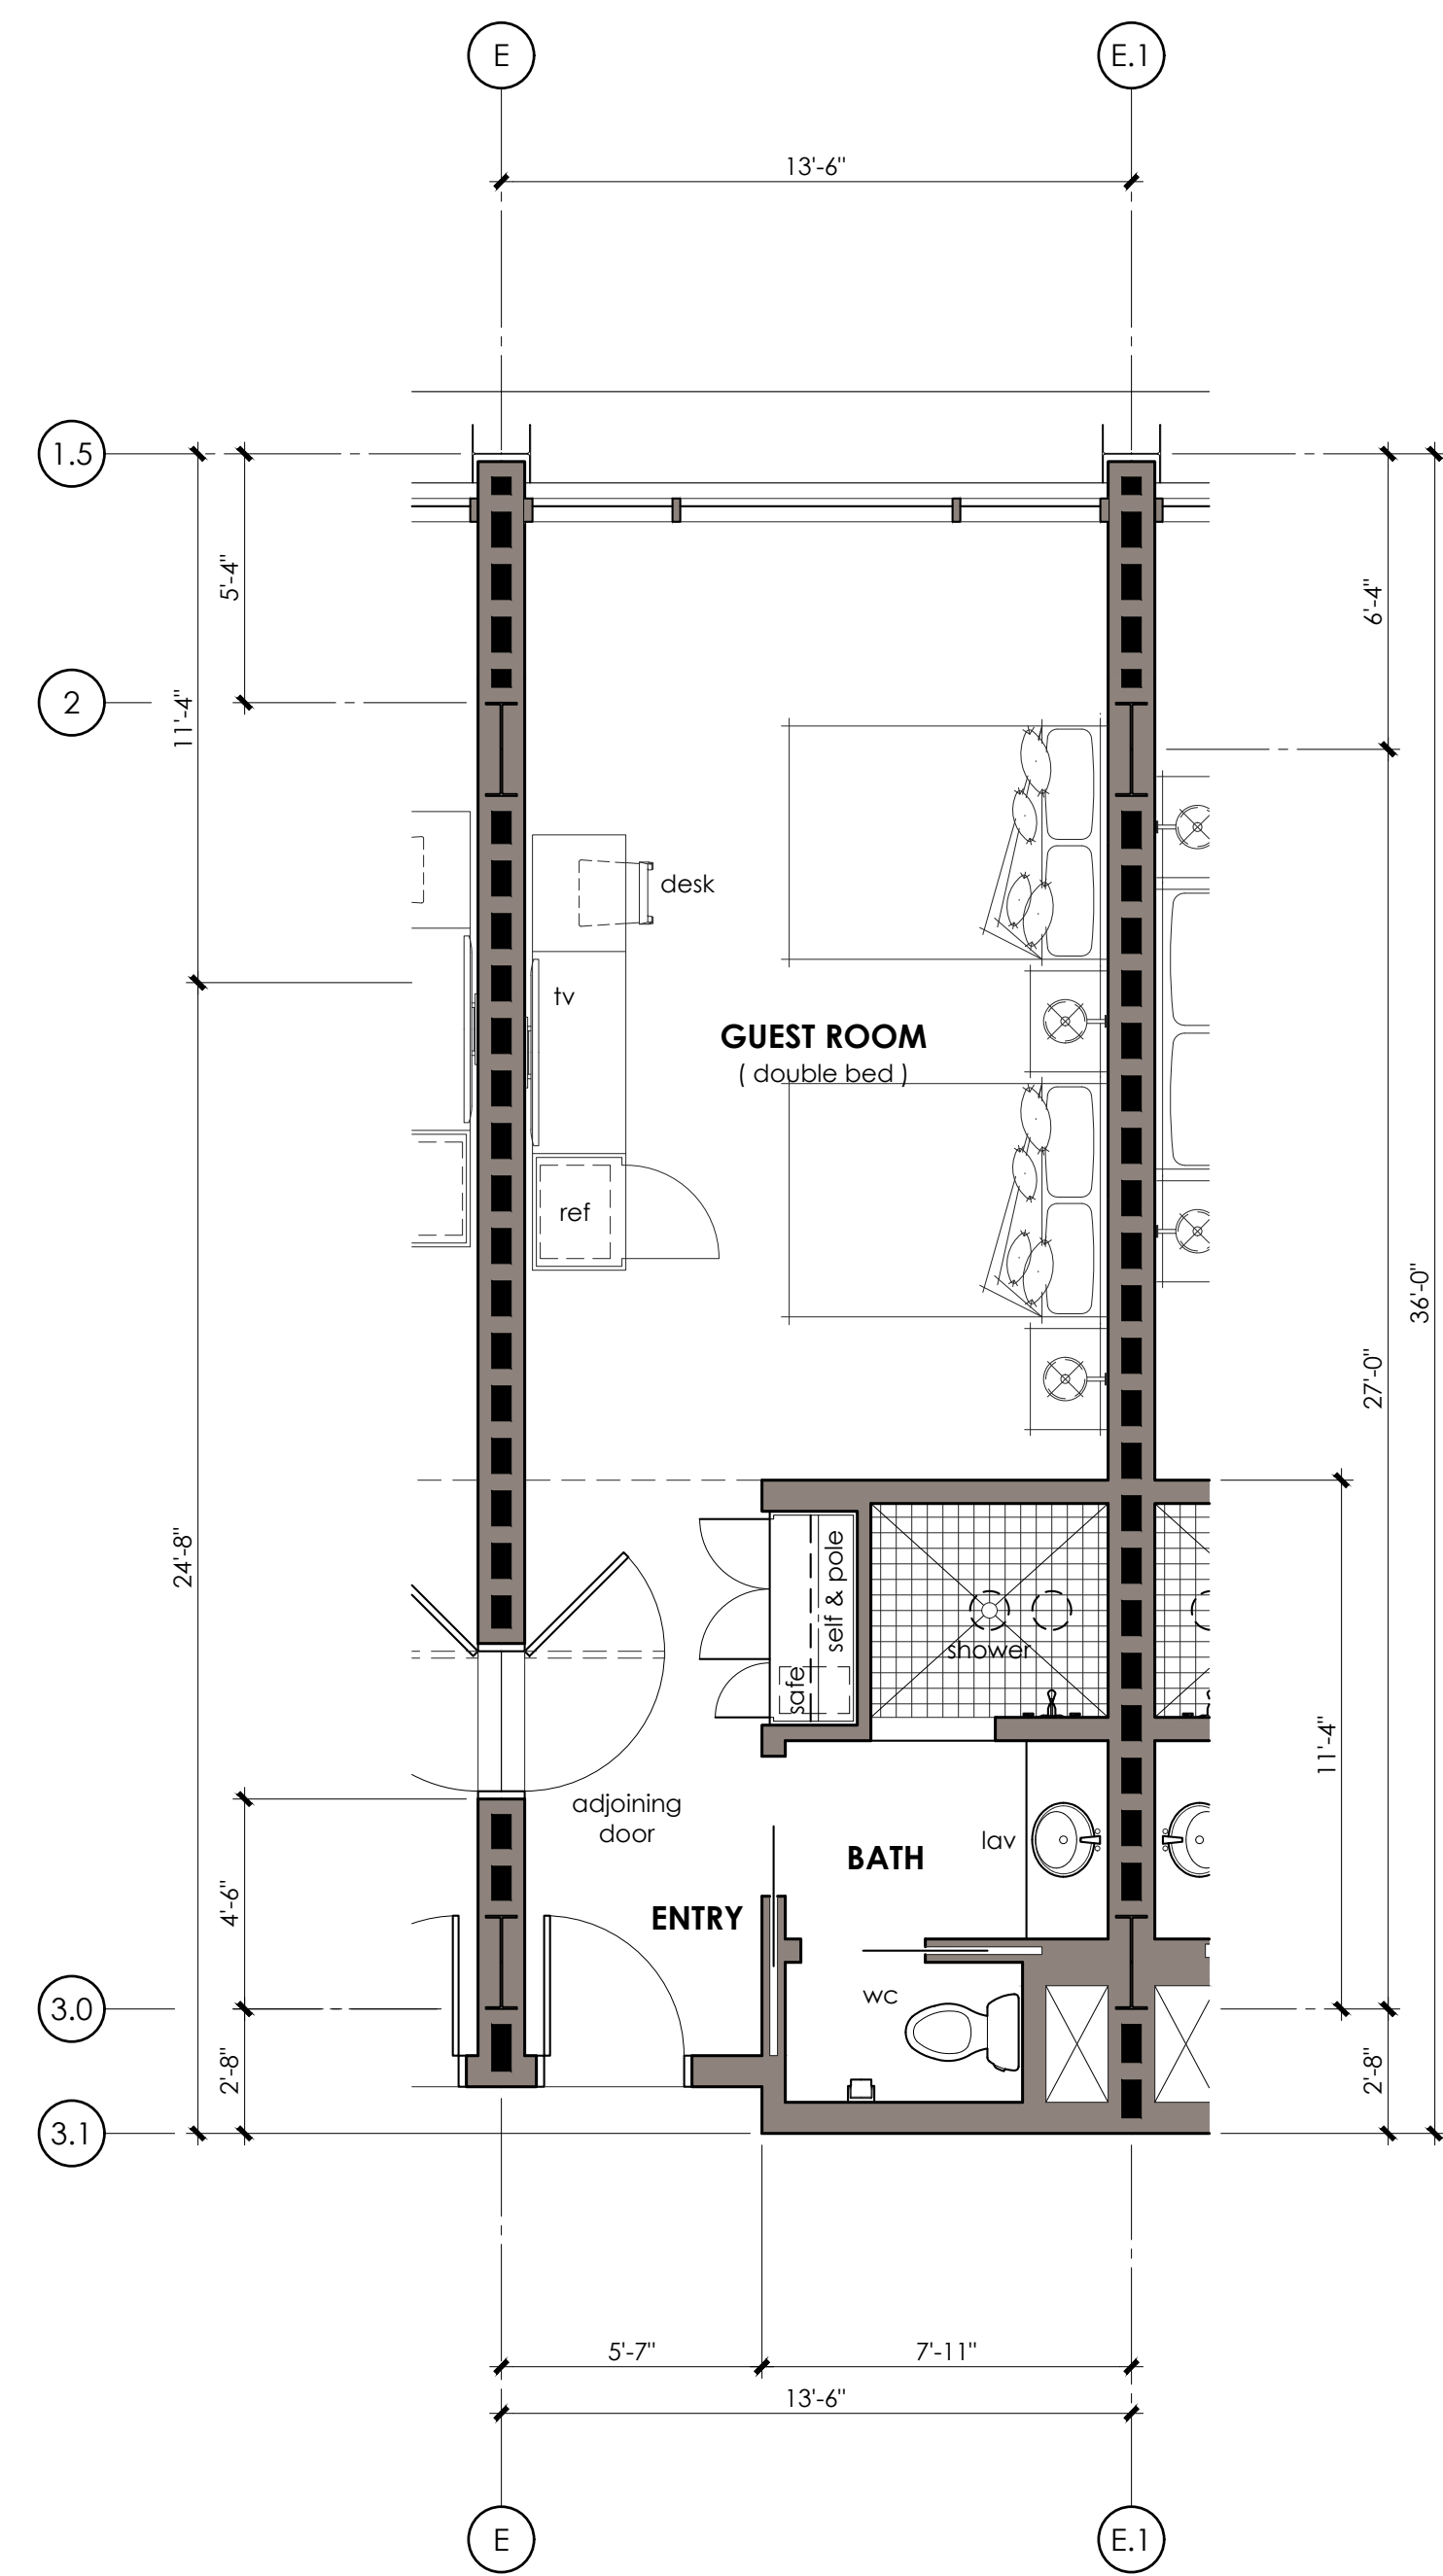 E
E.1
13'-6"
1.5
5'-4"
6'-4"
2
11'-4"
desk
tv
GUEST ROOM
( double bed )
ref
36'-0"
27'-0"
24'-8"
self & pole
safe
shower
11'-4"
adjoining
door
lav
BATH
ENTRY
4'-6"
wc
3.0
2'-8"
2'-8"
3.1
5'-7"
7'-11"
13'-6"
E
E.1